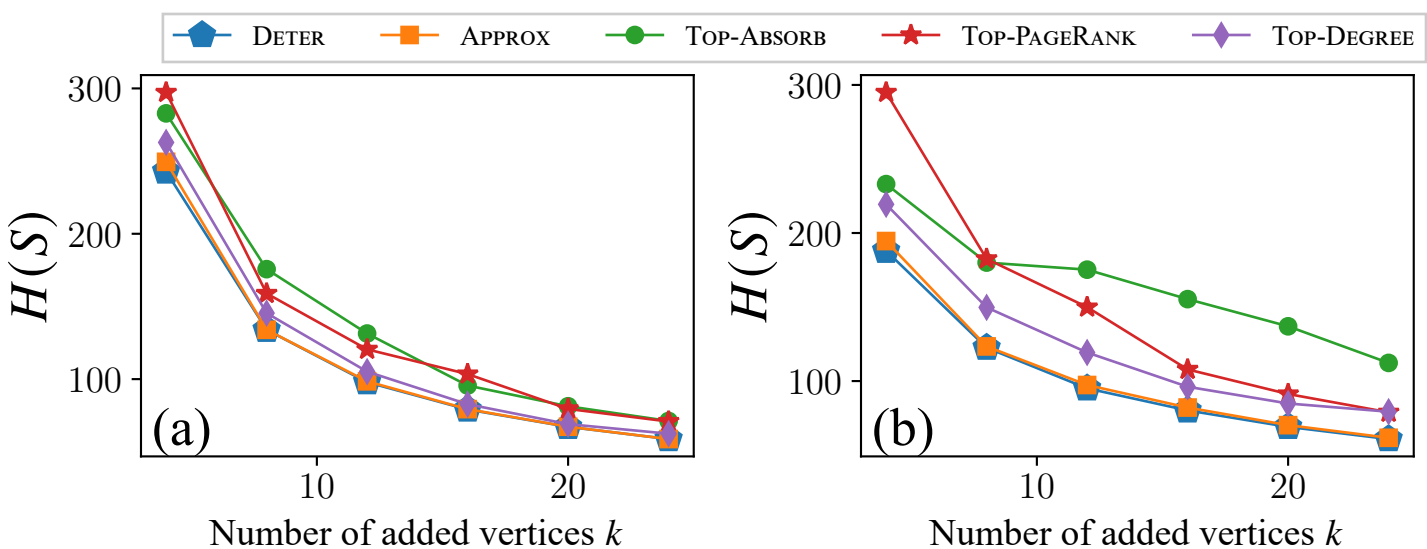 DETER APPROX TOP-ABSORB TOP-PAGERANK TOP-DEGREE
300
200
100
H(S)
(a)
10 20
Number of added vertices k
300
200
100
H(S)
(b)
10 20
Number of added vertices k